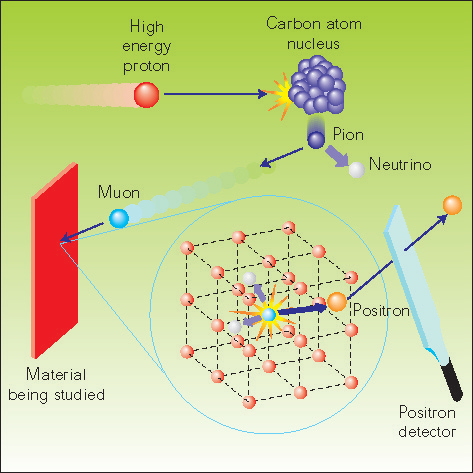 High
energy
proton
Carbon atom
nucleus
Pion
Neutrino
Muon
Positron
Material
being studied
Positron
detector